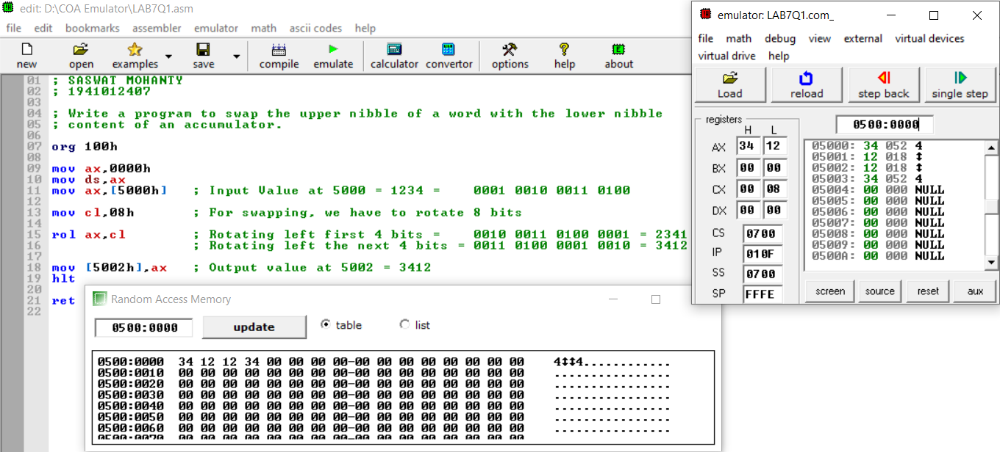 edit: D:\COA Emulator\LAB7Q1.asm
file edit bookmarks assembler emulator math ascii codes help
new open examples save compile emulate calculator convertor options help about
01 ; SASWAT MOHANTY
02 ; 1941012407
03
04 ; Write a program to swap the upper nibble of a word with the lower nibble
05 ; content of an accumulator.
06
07 org 100h
08
09 mov ax,0000h
10 mov ds,ax
11 mov ax,[5000h] ; Input Value at 5000 = 1234 = 0001 0010 0011 0100
12
13 mov cl,08h ; For swapping, we have to rotate 8 bits
14
15 rol ax,cl ; Rotating left first 4 bits = 0010 0011 0100 0001 = 2341
16 ; Rotating left the next 4 bits = 0011 0100 0001 0010 = 3412
17
18 mov [5002h],ax ; Output value at 5002 = 3412
19 hlt
20
21 ret
22
emulator: LAB7Q1.com_
file math debug view external virtual devices
virtual drive help
Load reload step back single step
registers
H L
AX 34 12
BX 00 00
CX 00 08
DX 00 00
CS 0700
IP 010F
SS 0700
SP FFFE
0500:0000
05000: 34 052 4
05001: 12 018 ↕
05002: 12 018 ↕
05003: 34 052 4
05004: 00 000 NULL
05005: 00 000 NULL
05006: 00 000 NULL
05007: 00 000 NULL
05008: 00 000 NULL
05009: 00 000 NULL
0500A: 00 000 NULL
screen source reset aux
Random Access Memory
0500:0000 update table list
0500:0000 34 12 12 34 00 00 00 00-00 00 00 00 00 00 00 00 4↕↕4............
0500:0010 00 00 00 00 00 00 00 00-00 00 00 00 00 00 00 00 ................
0500:0020 00 00 00 00 00 00 00 00-00 00 00 00 00 00 00 00 ................
0500:0030 00 00 00 00 00 00 00 00-00 00 00 00 00 00 00 00 ................
0500:0040 00 00 00 00 00 00 00 00-00 00 00 00 00 00 00 00 ................
0500:0050 00 00 00 00 00 00 00 00-00 00 00 00 00 00 00 00 ................
0500:0060 00 00 00 00 00 00 00 00-00 00 00 00 00 00 00 00 ................
0500:0070 00 00 00 00 00 00 00 00-00 00 00 00 00 00 00 00